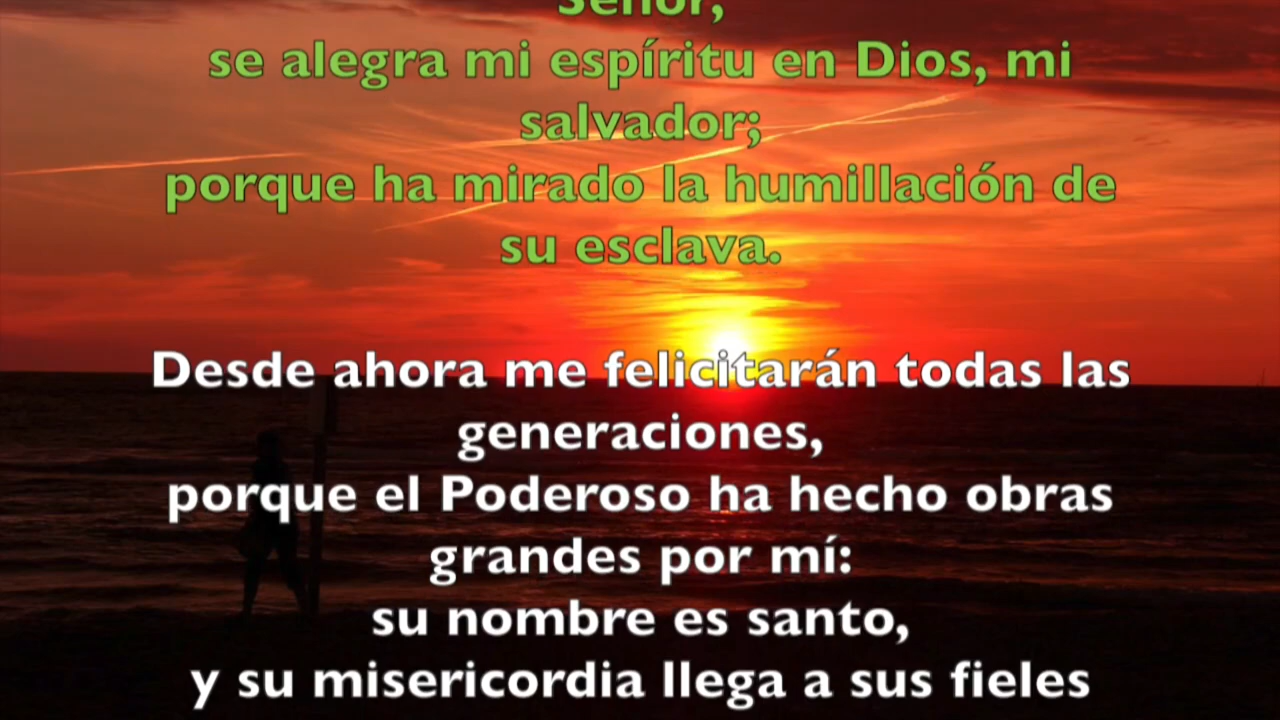 Señor,
se alegra mi espíritu en Dios, mi
salvador;
porque ha mirado la humillación de
su esclava.
Desde ahora me felicitarán todas las
generaciones,
porque el Poderoso ha hecho obras
grandes por mí:
su nombre es santo,
y su misericordia llega a sus fieles